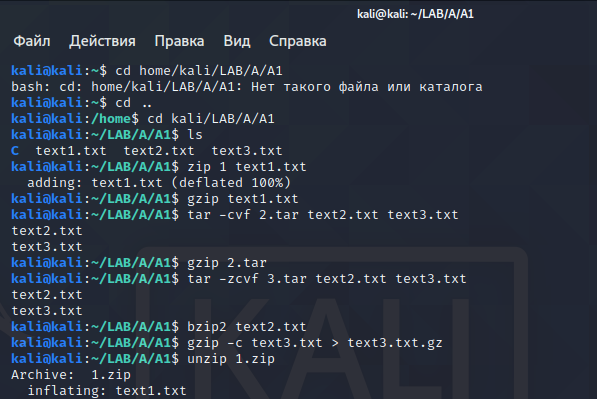 kali@kali: ~/LAB/A/A1
Файл Действия Правка Вид Справка
kali@kali:~$ cd home/kali/LAB/A/A1
bash: cd: home/kali/LAB/A/A1: Нет такого файла или каталога
kali@kali:~$ cd ..
kali@kali:/home$ cd kali/LAB/A/A1
kali@kali:~/LAB/A/A1$ ls
C text1.txt text2.txt text3.txt
kali@kali:~/LAB/A/A1$ zip 1 text1.txt
  adding: text1.txt (deflated 100%)
kali@kali:~/LAB/A/A1$ gzip text1.txt
kali@kali:~/LAB/A/A1$ tar -cvf 2.tar text2.txt text3.txt
text2.txt
text3.txt
kali@kali:~/LAB/A/A1$ gzip 2.tar
kali@kali:~/LAB/A/A1$ tar -zcvf 3.tar text2.txt text3.txt
text2.txt
text3.txt
kali@kali:~/LAB/A/A1$ bzip2 text2.txt
kali@kali:~/LAB/A/A1$ gzip -c text3.txt > text3.txt.gz
kali@kali:~/LAB/A/A1$ unzip 1.zip
Archive:  1.zip
  inflating: text1.txt
KALI